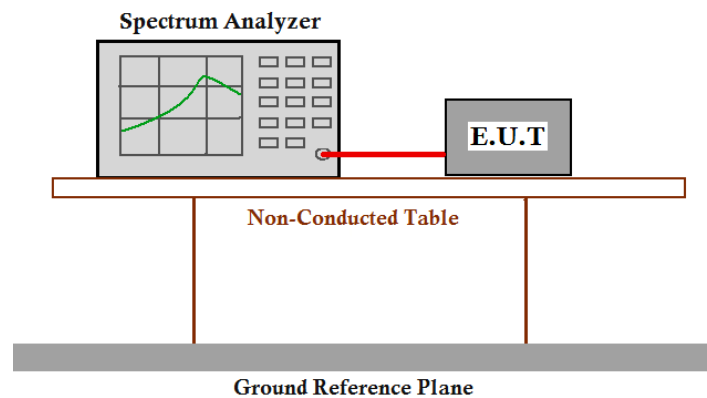 Spectrum Analyzer
E.U.T
Non-Conducted Table
Ground Reference Plane